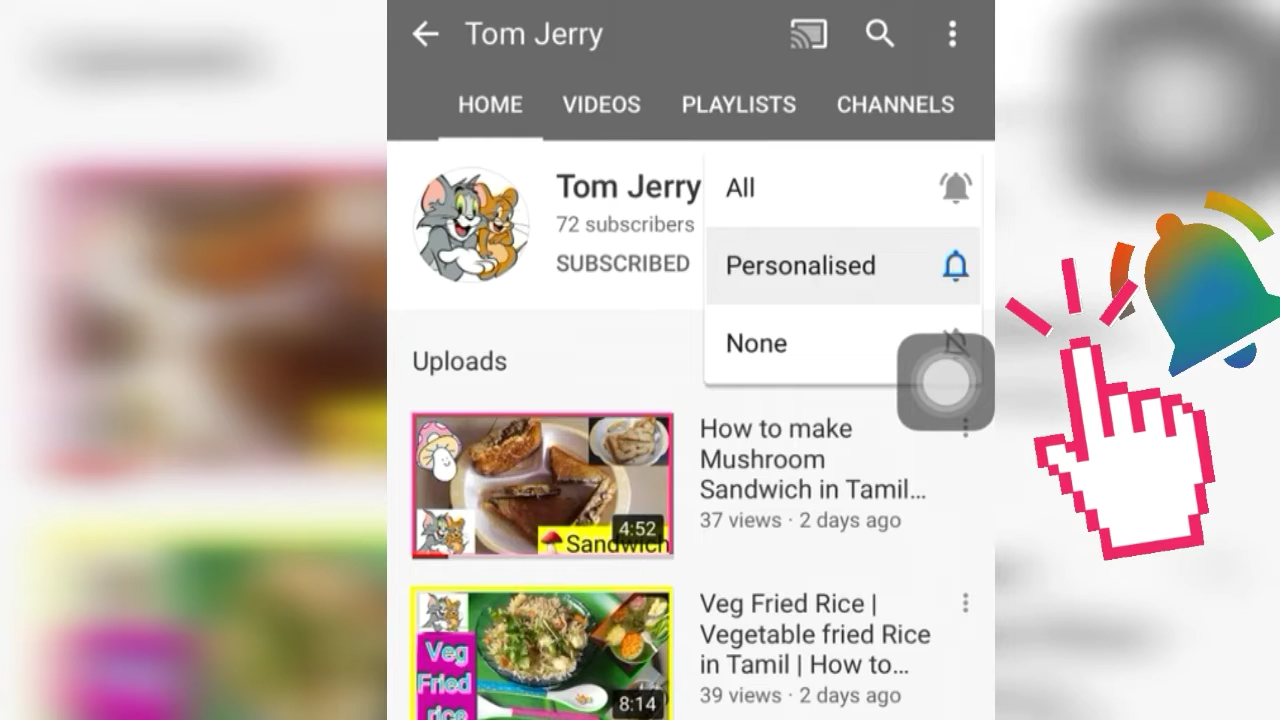 Tom Jerry
HOME VIDEOS PLAYLISTS CHANNELS
Tom Jerry
72 subscribers
SUBSCRIBED
All
Personalised
None
Uploads
4:52
Sandwich
How to make
Mushroom
Sandwich in Tamil...
37 views · 2 days ago
Veg
Fried
rice
8:14
Veg Fried Rice |
Vegetable fried Rice
in Tamil | How to...
39 views · 2 days ago